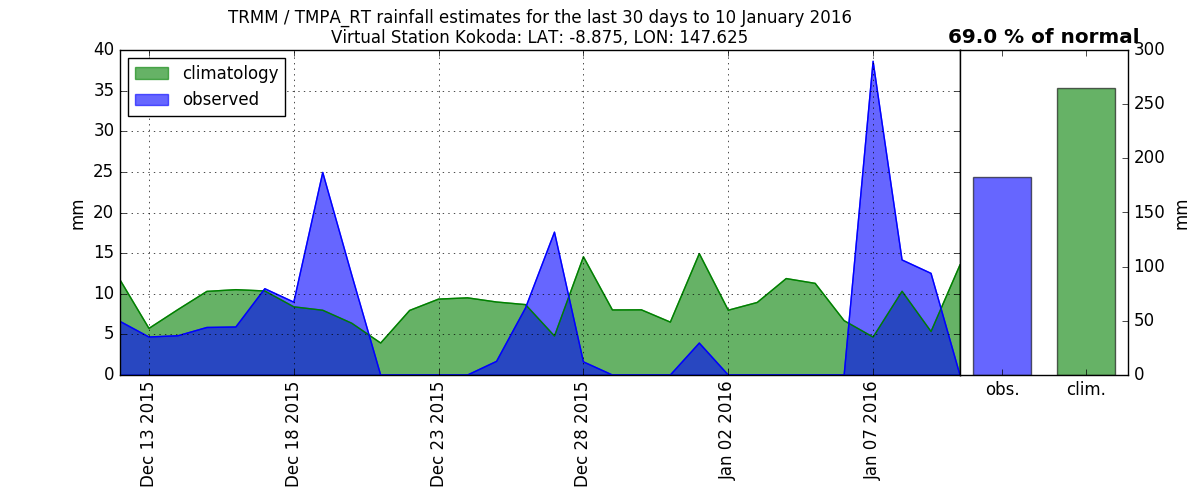 TRMM / TMPA_RT rainfall estimates for the last 30 days to 10 January 2016
Virtual Station Kokoda: LAT: -8.875, LON: 147.625
69.0 % of normal
climatology
observed
mm
40
35
30
25
20
15
10
5
0
Dec 13 2015
Dec 18 2015
Dec 23 2015
Dec 28 2015
Jan 02 2016
Jan 07 2016
300
250
200
150
100
50
0
mm
obs.
clim.